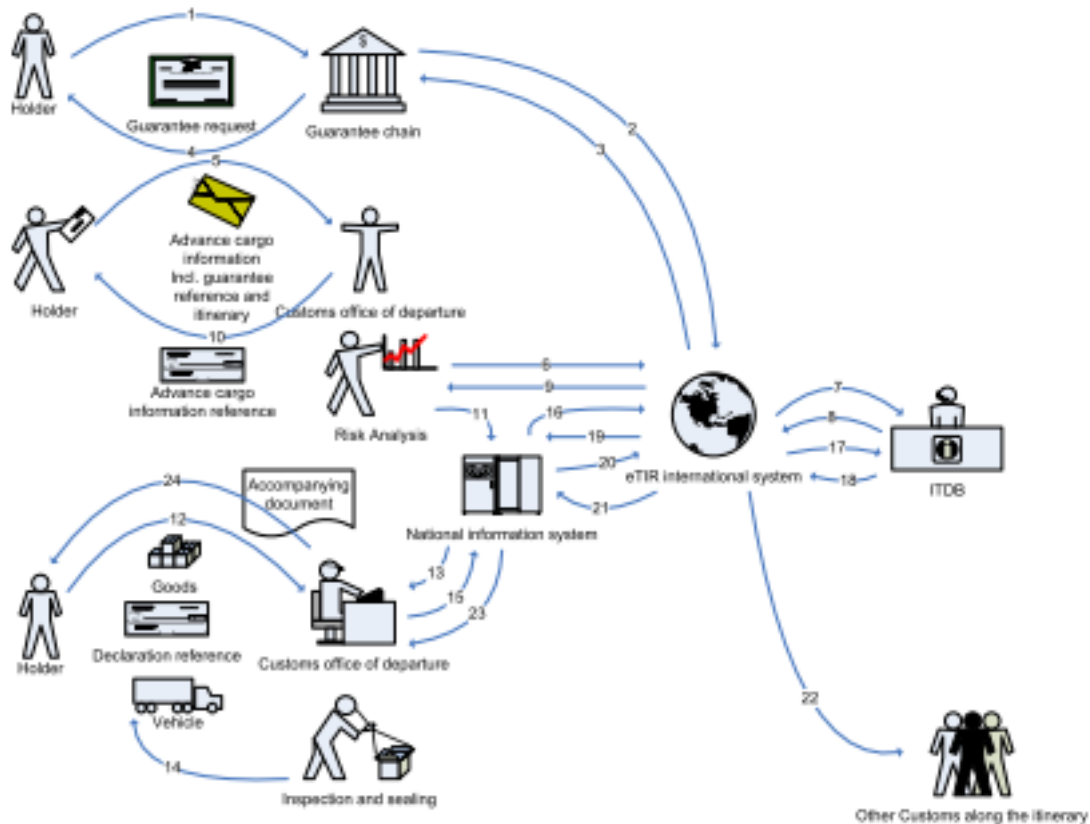 1
$
Holder
Guarantee request
Guarantee chain
2
3
4
5
Advance cargo
information
Incl. guarantee
reference and
itinerary
Holder
Customs office of departure
10
Advance cargo
information reference
Risk Analysis
6
9
11
16
7
8
17
18
19
20
21
eTIR international system
ITDB
National information system
24
Accompanying
document
12
Goods
13
15
23
Holder
Declaration reference
Customs office of departure
Vehicle
14
Inspection and sealing
22
Other Customs along the itinerary